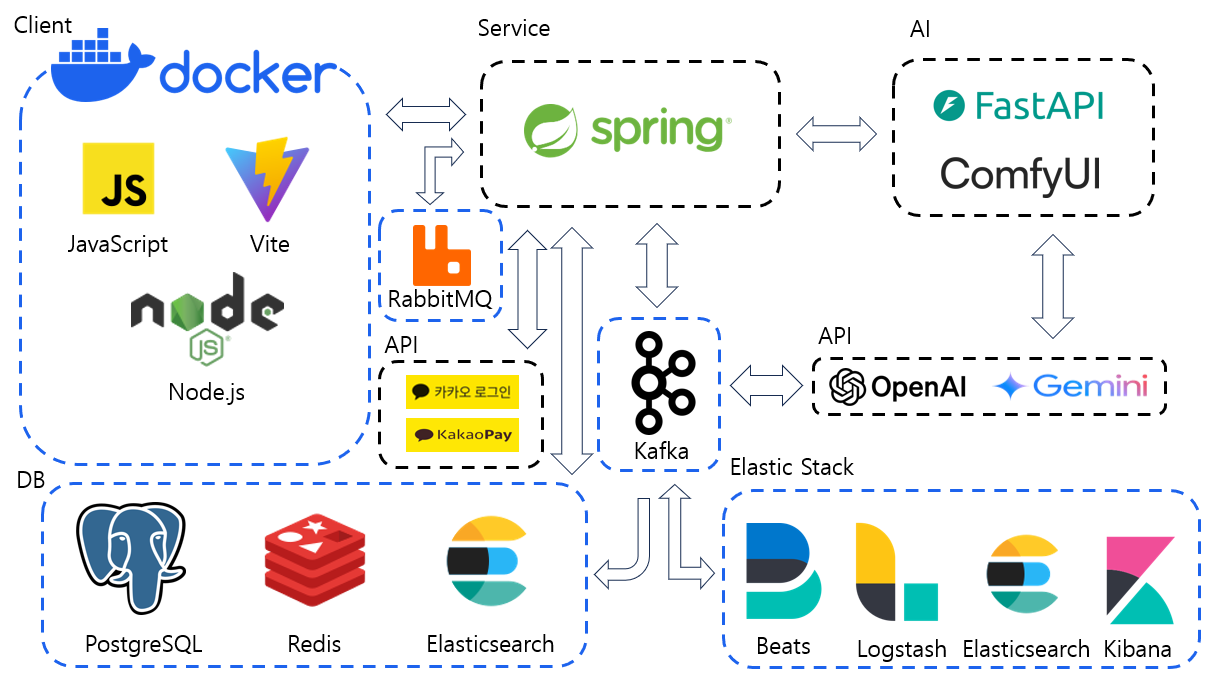 Client
docker
JS
JavaScript
Vite
node
JS
Node.js
Service
spring
AI
FastAPI
ComfyUI
RabbitMQ
API
카카오 로그인
KakaoPay
Kafka
API
OpenAI
Gemini
DB
PostgreSQL
Redis
Elasticsearch
Elastic Stack
Beats
Logstash
Elasticsearch
Kibana